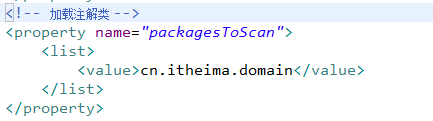 <!-- 加载注解类 -->
<property name="packagesToScan">
<list>
<value>cn.itheima.domain</value>
</list>
</property>